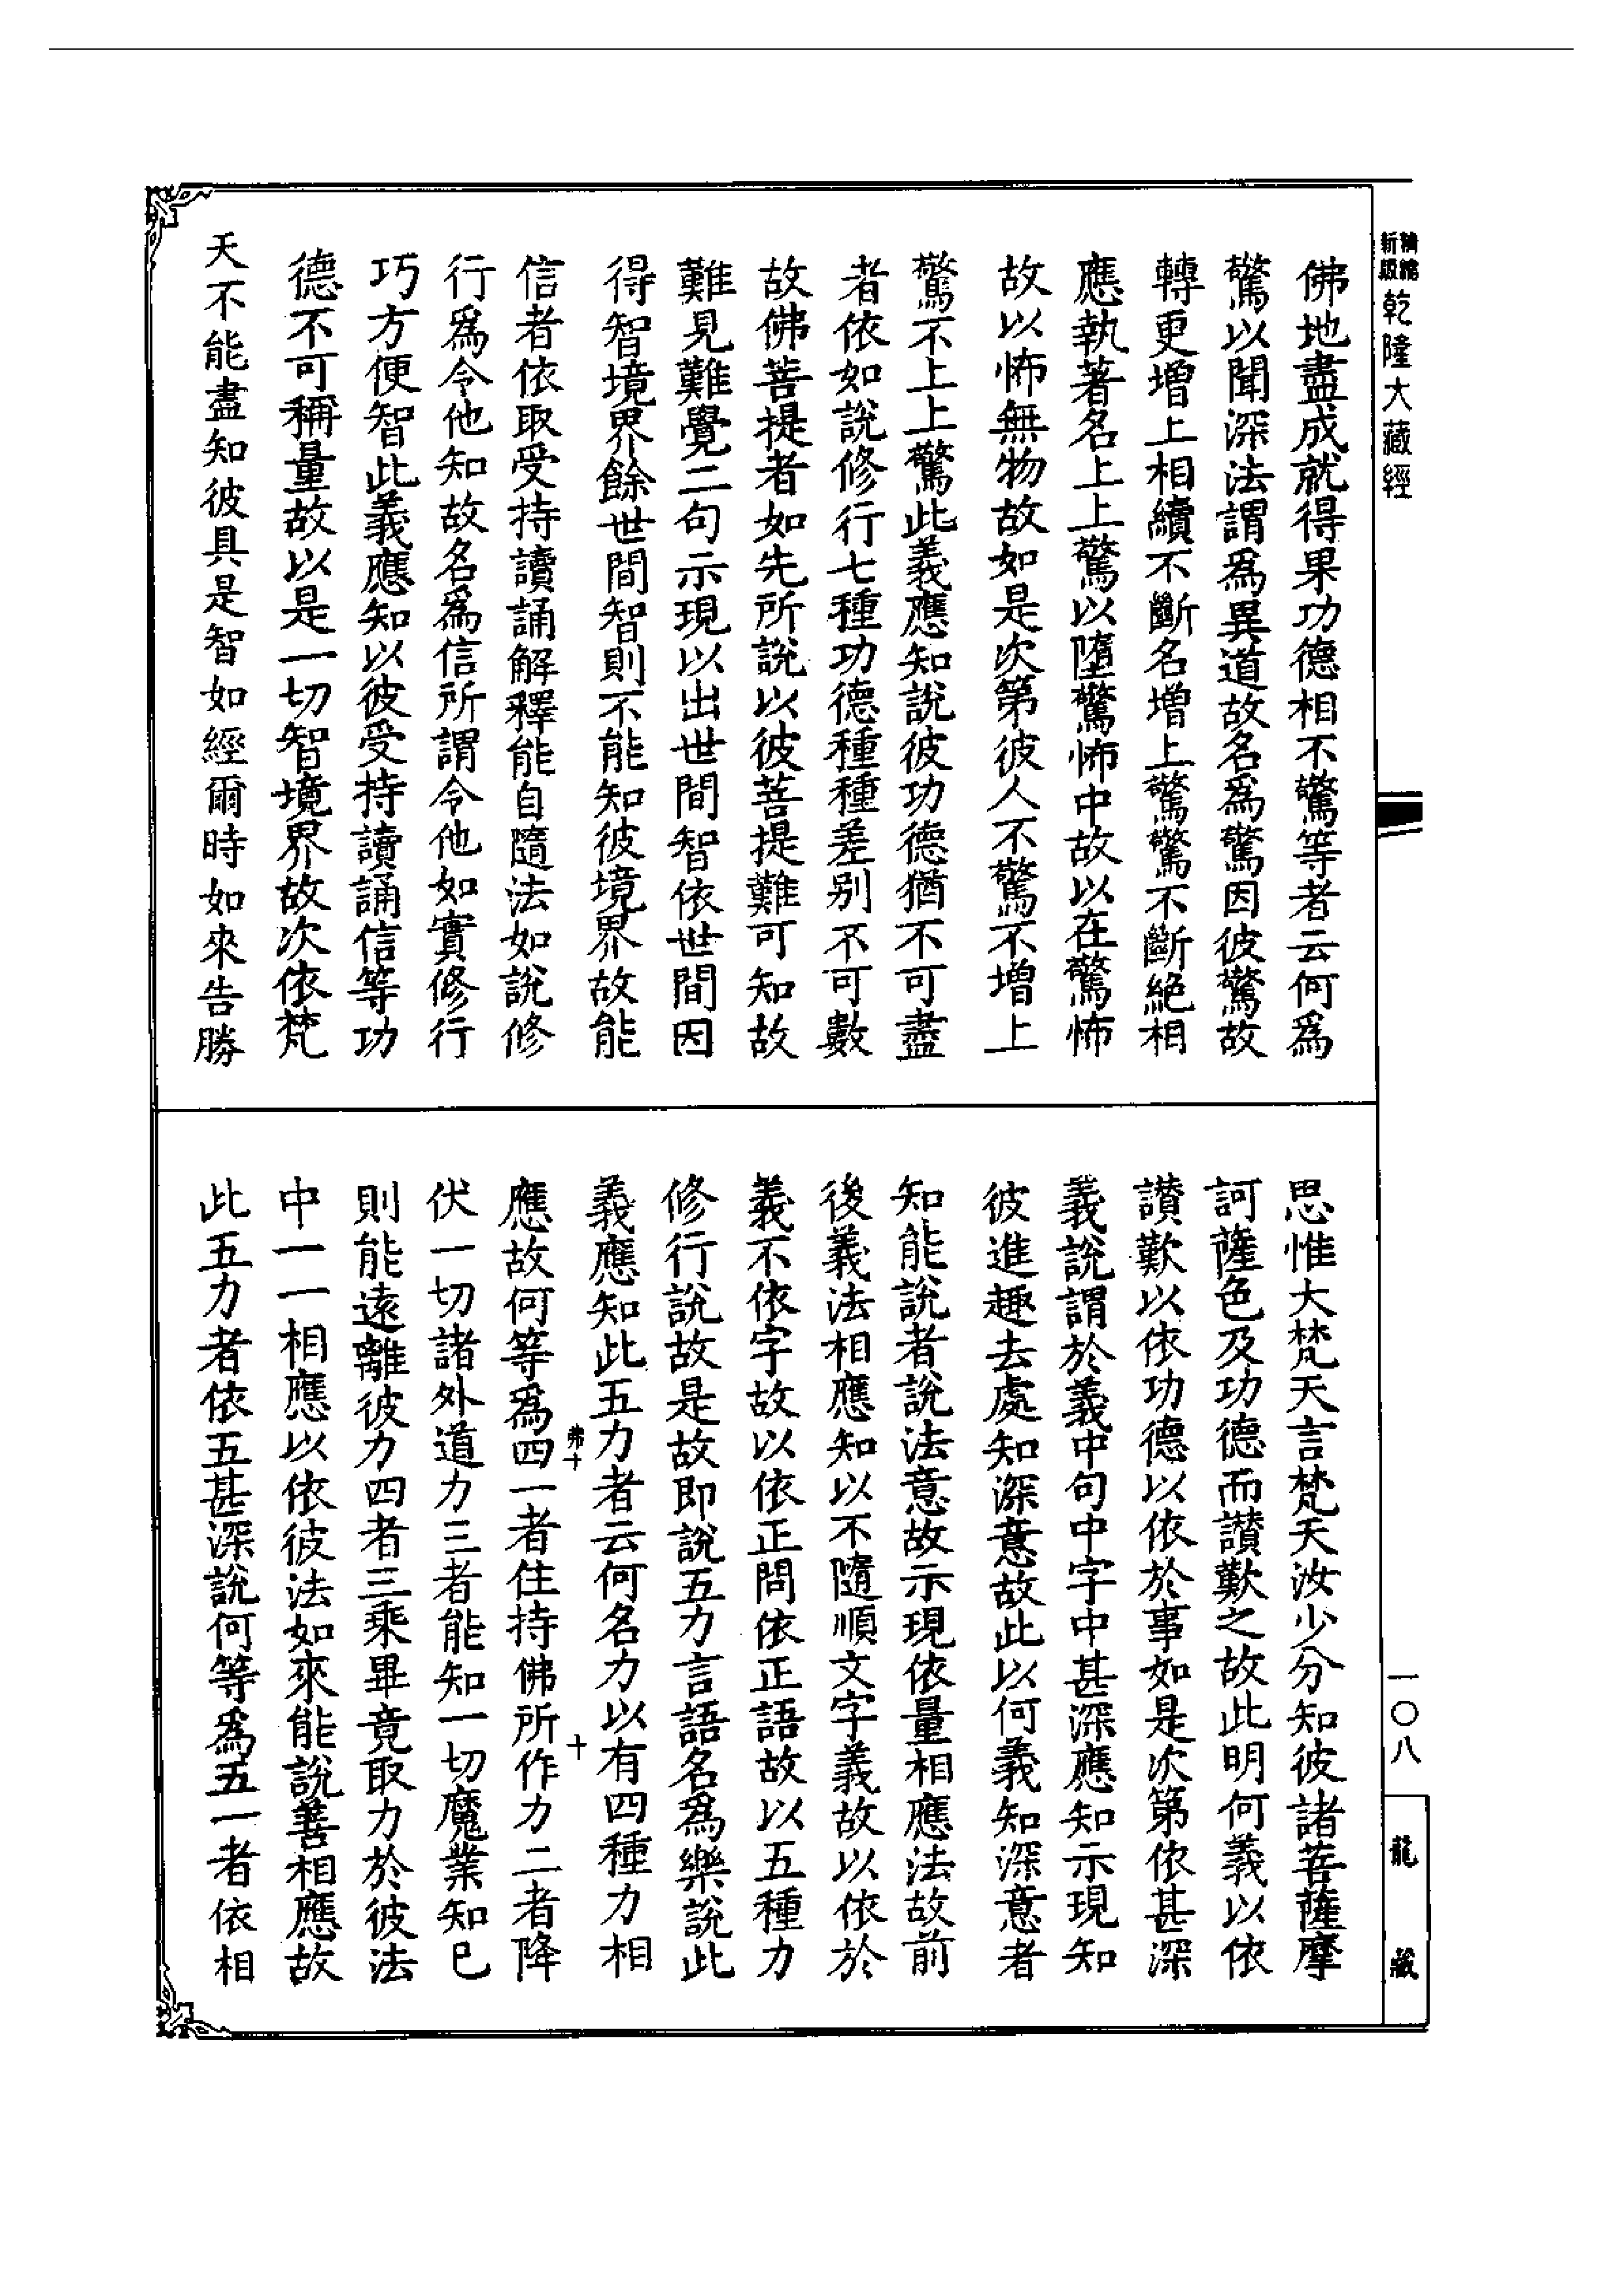 精縮新版乾隆大藏經
佛地盡成就得果功德相不驚等者云何爲
驚以聞深法謂爲異道故名爲驚因彼驚故
轉更增上相續不斷名增上驚驚不斷絕相
應執著名上上驚以墮驚怖中故以在驚怖
故以怖無物故如是次第彼人不驚不增上
驚不上上驚此義應知說彼功德猶不可盡
者依如說修行七種功德種種差别不可數
故佛菩提者如先所說以彼菩提難可知故
難見難覺二句示現以出世間智依世間因
得智境界餘世間智則不能知彼境界故能
信者依取受持讀誦解釋能自隨法如說修
行爲令他知故名爲信所謂令他如實修行
巧方便智此義應知以彼受持讀誦信等功
德不可稱量故以是一切智境界故次依梵
天不能盡知彼具是智如經爾時如來告勝
思惟大梵天言梵天汝少分知彼諸菩薩摩
訶薩色及功德而讃歎之故此明何義以依
讃歎以依功德以依於事如是次第依甚深
義說謂於義中句中字中甚深應知示現知
彼進趣去處知深意故此以何義知深意者
知能說者說法意故示現依量相應法故前
後義法相應知以不隨順文字義故以依於
義不依字故以依正問依正語故以五種力
修行說故是故即說五力言語名爲樂說此
義應知此五力者云何名力以有四種力相
弗十 十
應故何等爲四一者住持佛所作力二者降
伏一切諸外道力三者能知一切魔業知已
則能遠離彼力四者三乘畢竟取力於彼法
中一一相應以依彼法如來能說善相應故
此五力者依五甚深說何等爲五一者依相
一〇八
龍藏